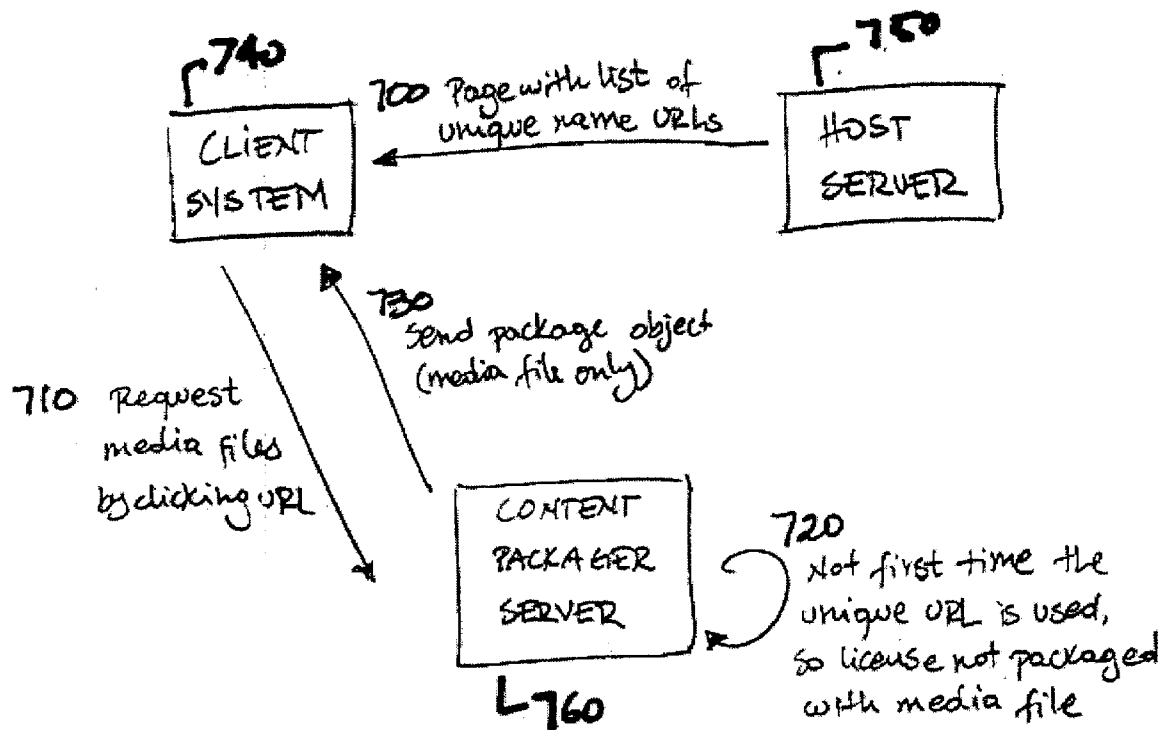 740
CLIENT
SYSTEM
700 Page with list of
unique name URLs
750
HOST
SERVER
730
Send package object
(media file only)
710 Request
media files
by clicking URL
CONTENT
PACKAGER
SERVER
760
720
Not first time the
unique URL is used,
so license not packaged
with media file